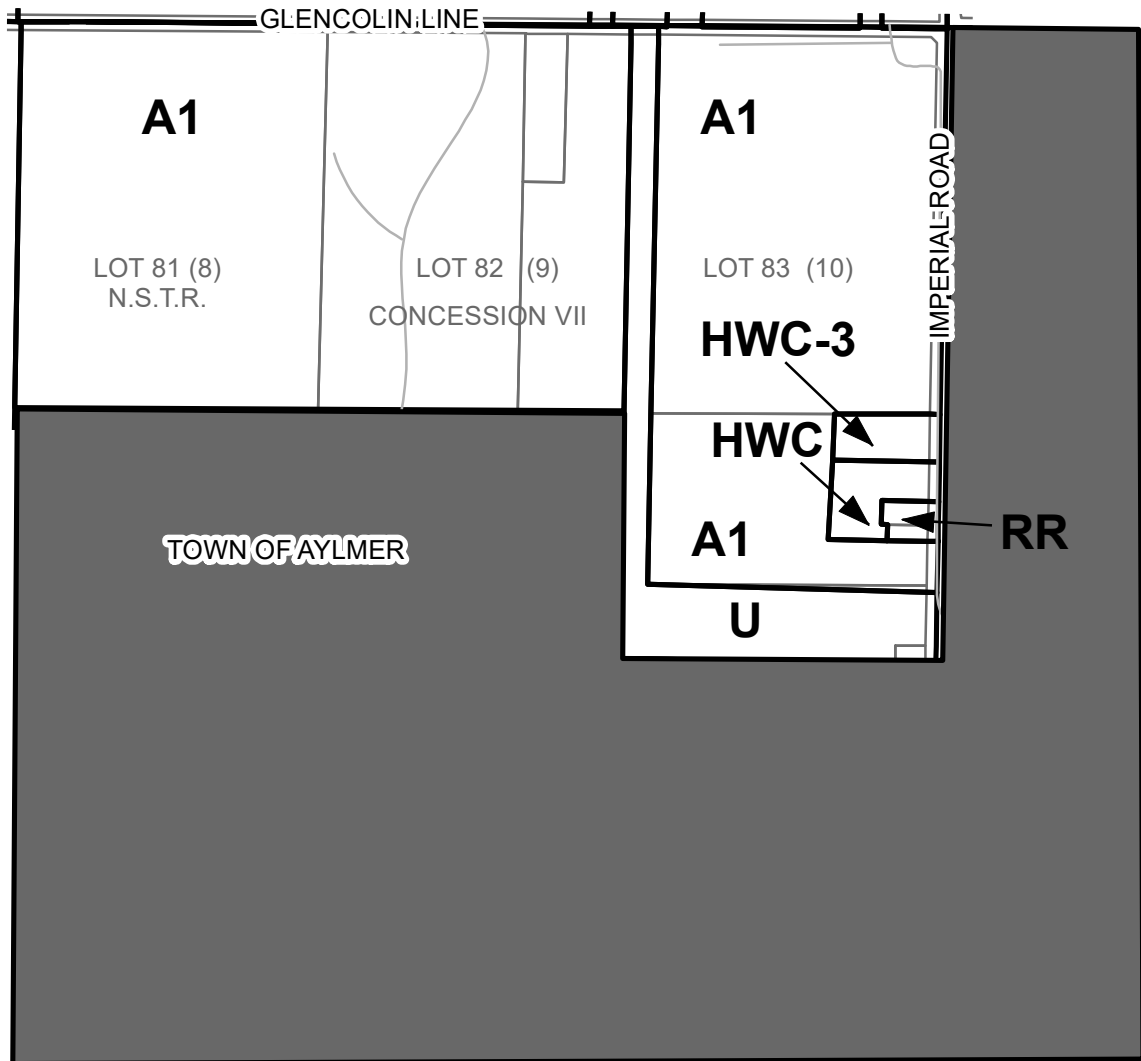 GLENCOLIN LINE
A1
A1
IMPERIAL ROAD
LOT 81 (8)
N.S.T.R.
LOT 82 (9)
CONCESSION VII
LOT 83 (10)
HWC-3
HWC
A1
RR
TOWN OF AYLMER
U